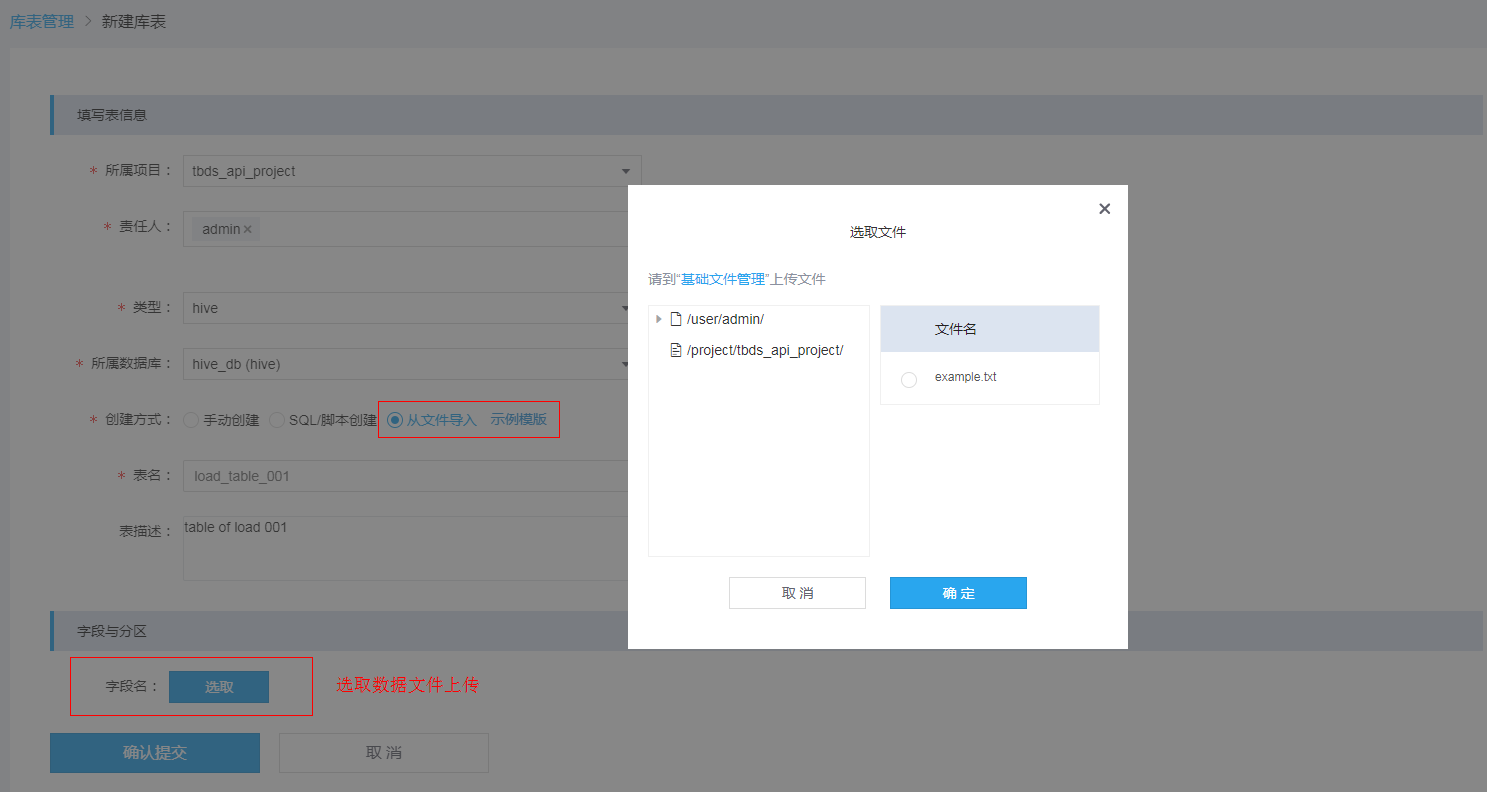 库表管理 > 新建库表
填写表信息
* 所属项目： tbds_api_project
* 责任人： admin ×
* 类型： hive
* 所属数据库： hive_db (hive)
* 创建方式： 手动创建 SQL/脚本创建 从文件导入 示例模版
* 表名： load_table_001
表描述： table of load 001
字段与分区
字段名： 选取 选取数据文件上传
确认提交 取 消
×
选取文件
请到“基础文件管理”上传文件
/user/admin/
/project/tbds_api_project/
文件名
example.txt
取 消 确 定